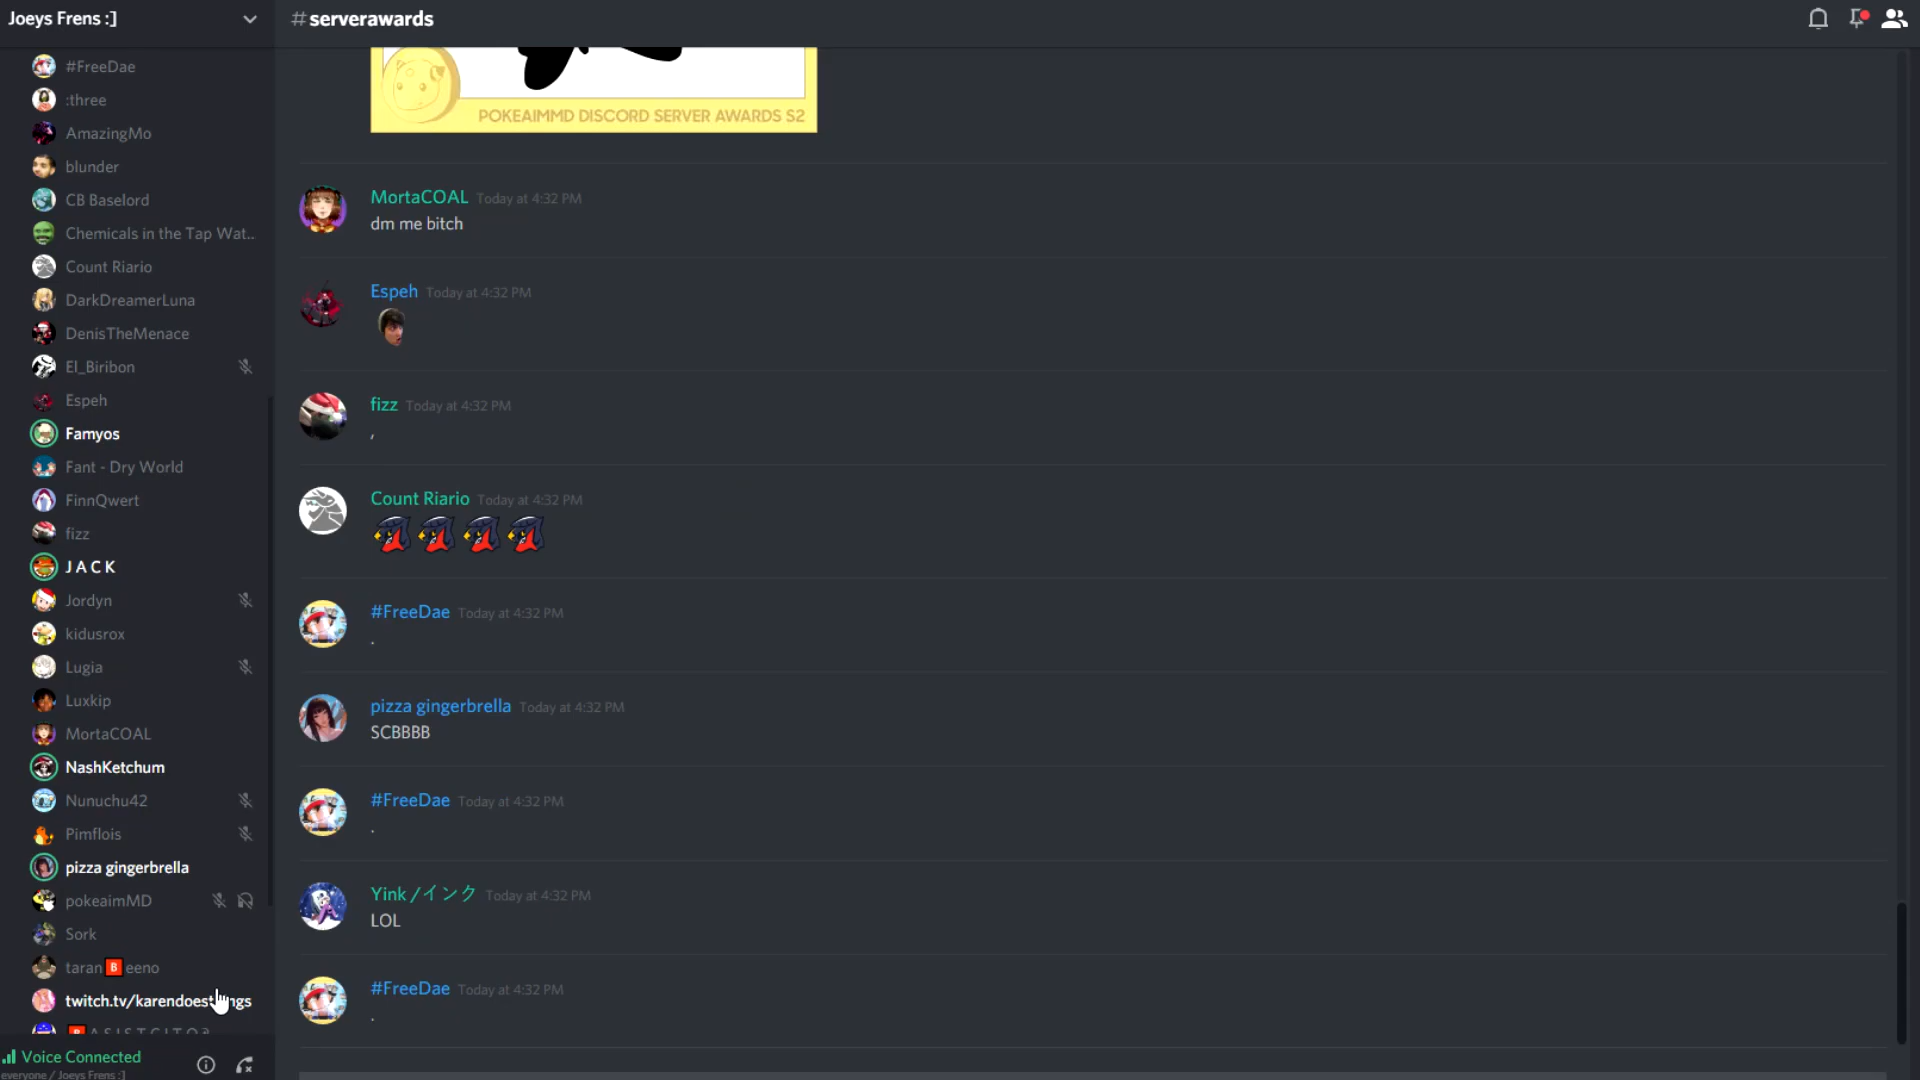 Joeys Frens :]
#FreeDae
:three
AmazingMo
blunder
CB Baselord
Chemicals in the Tap Wat...
Count Riario
DarkDreamerLuna
DenisTheMenace
El_Biribon
Espeh
Famyos
Fant - Dry World
FinnQwert
fizz
J A C K
Jordyn
kidusrox
Lugia
Luxkip
MortaCOAL
NashKetchum
Nunuchu42
Pimflois
pizza gingerbrella
pokeaimMD
Sork
taran B eeno
Voice Connected
everyone / Joeys Frens :]
# serverawards
POKEAIMMD DISCORD SERVER AWARDS S2
MortaCOAL Today at 4:32 PM
dm me bitch
Espeh Today at 4:32 PM
fizz Today at 4:32 PM
,
Count Riario Today at 4:32 PM
#FreeDae Today at 4:32 PM
.
pizza gingerbrella Today at 4:32 PM
SCBBBB
#FreeDae Today at 4:32 PM
.
Yink /インク Today at 4:32 PM
LOL
#FreeDae Today at 4:32 PM
.